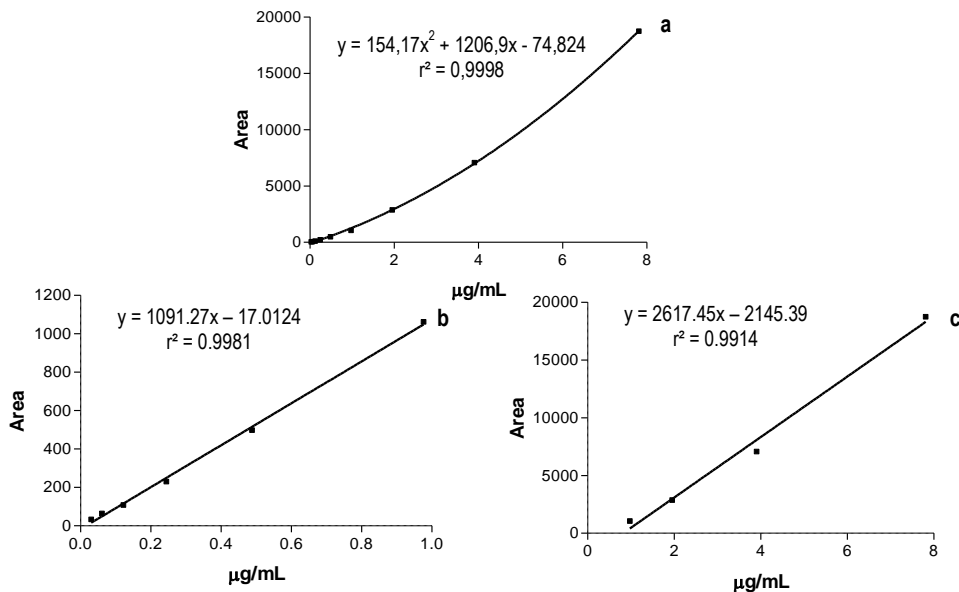 a
y = 154,17x² + 1206,9x - 74,824
r² = 0,9998
20000
15000
10000
5000
0
Area
0 2 4 6 8
µg/mL
b
y = 1091.27x – 17.0124
r² = 0.9981
1200
1000
800
600
400
200
0
Area
0.0 0.2 0.4 0.6 0.8 1.0
µg/mL
c
y = 2617.45x – 2145.39
r² = 0.9914
20000
15000
10000
5000
0
Area
0 2 4 6 8
µg/mL